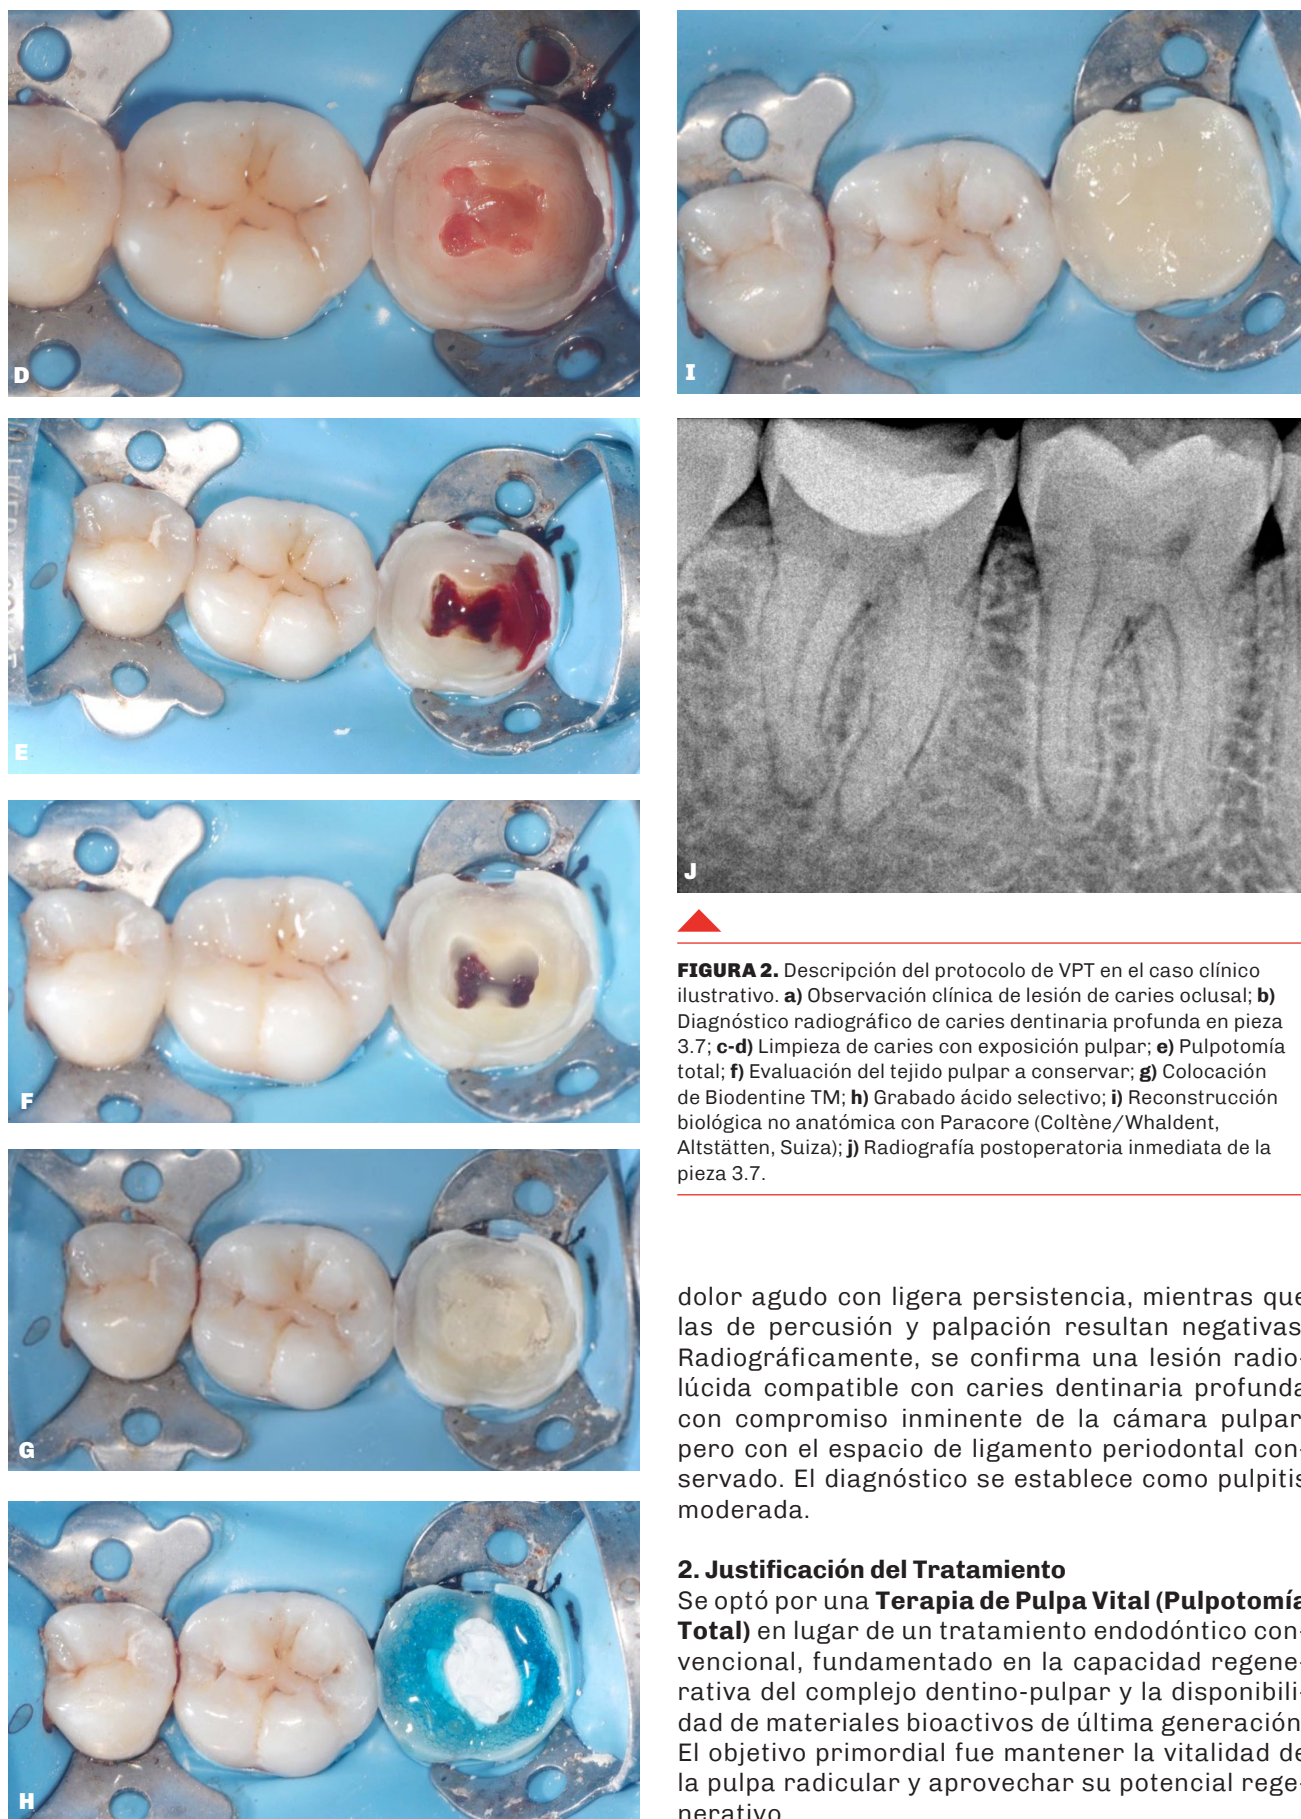 D
E
F
G
H
I
J
FIGURA 2. Descripción del protocolo de VPT en el caso clínico
ilustrativo. a) Observación clínica de lesión de caries oclusal; b)
Diagnóstico radiográfico de caries dentinaria profunda en pieza
3.7; c-d) Limpieza de caries con exposición pulpar; e) Pulpotomía
total; f) Evaluación del tejido pulpar a conservar; g) Colocación
de Biodentine TM; h) Grabado ácido selectivo; i) Reconstrucción
biológica no anatómica con Paracore (Coltène/Whaldent,
Altstätten, Suiza); j) Radiografía postoperatoria inmediata de la
pieza 3.7.
dolor agudo con ligera persistencia, mientras que
las de percusión y palpación resultan negativas
Radiográficamente, se confirma una lesión radio-
lúcida compatible con caries dentinaria profunda
con compromiso inminente de la cámara pulpar
pero con el espacio de ligamento periodontal con-
servado. El diagnóstico se establece como pulpitis
moderada.
2. Justificación del Tratamiento
Se optó por una Terapia de Pulpa Vital (Pulpotomía
Total) en lugar de un tratamiento endodóntico con-
vencional, fundamentado en la capacidad regene-
rativa del complejo dentino-pulpar y la disponibili-
dad de materiales bioactivos de última generación
El objetivo primordial fue mantener la vitalidad de
la pulpa radicular y aprovechar su potencial rege-
nerativo